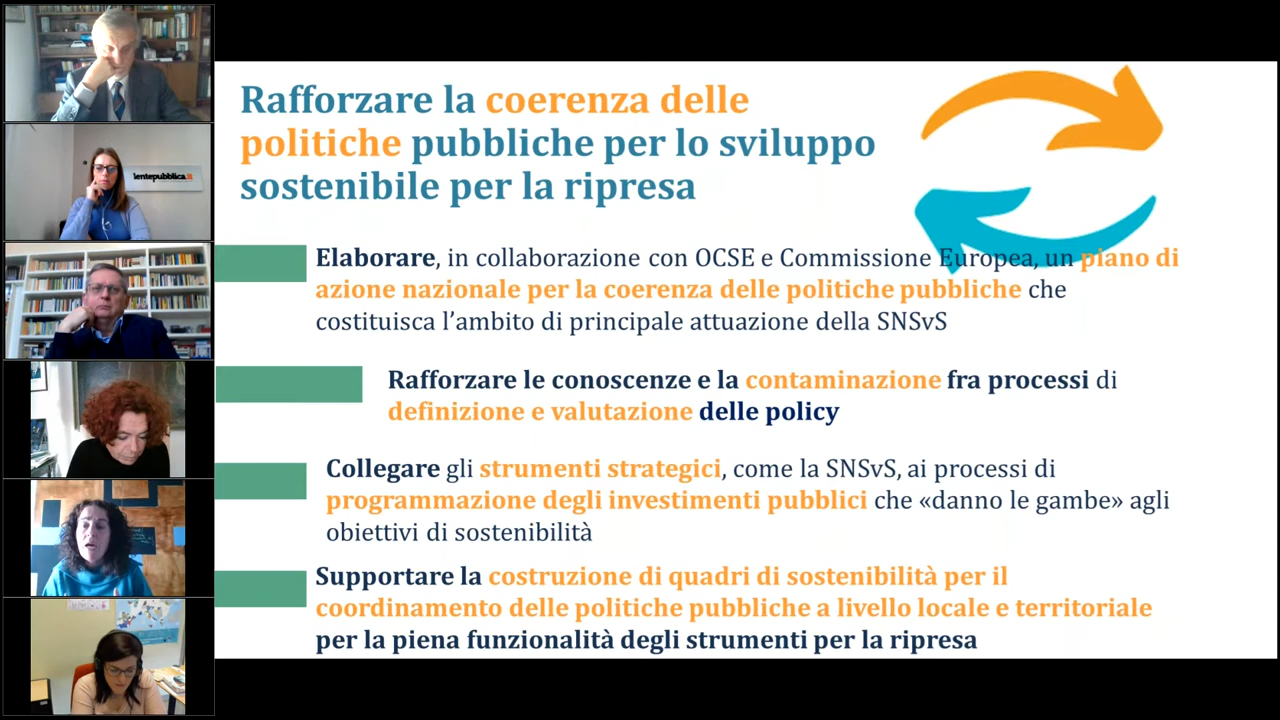 lentepubblica.it
Rafforzare la coerenza delle
politiche pubbliche per lo sviluppo
sostenibile per la ripresa
Elaborare, in collaborazione con OCSE e Commissione Europea, un piano di
azione nazionale per la coerenza delle politiche pubbliche che
costituisca l’ambito di principale attuazione della SNSvS
Rafforzare le conoscenze e la contaminazione fra processi di
definizione e valutazione delle policy
Collegare gli strumenti strategici, come la SNSvS, ai processi di
programmazione degli investimenti pubblici che «danno le gambe» agli
obiettivi di sostenibilità
Supportare la costruzione di quadri di sostenibilità per il
coordinamento delle politiche pubbliche a livello locale e territoriale
per la piena funzionalità degli strumenti per la ripresa